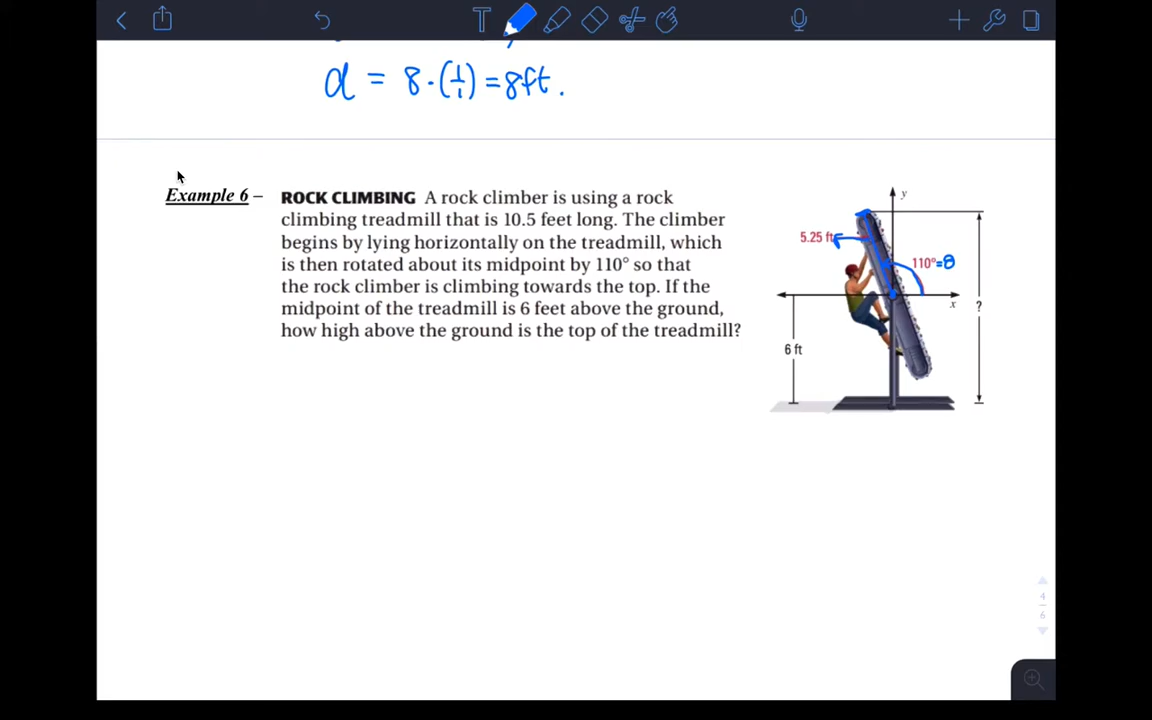 d = 8 · (1/1) = 8ft.
Example 6 – ROCK CLIMBING A rock climber is using a rock
climbing treadmill that is 10.5 feet long. The climber
begins by lying horizontally on the treadmill, which
is then rotated about its midpoint by 110° so that
the rock climber is climbing towards the top. If the
midpoint of the treadmill is 6 feet above the ground,
how high above the ground is the top of the treadmill?
y
5.25 ft
110°=θ
x
?
6 ft
4
6